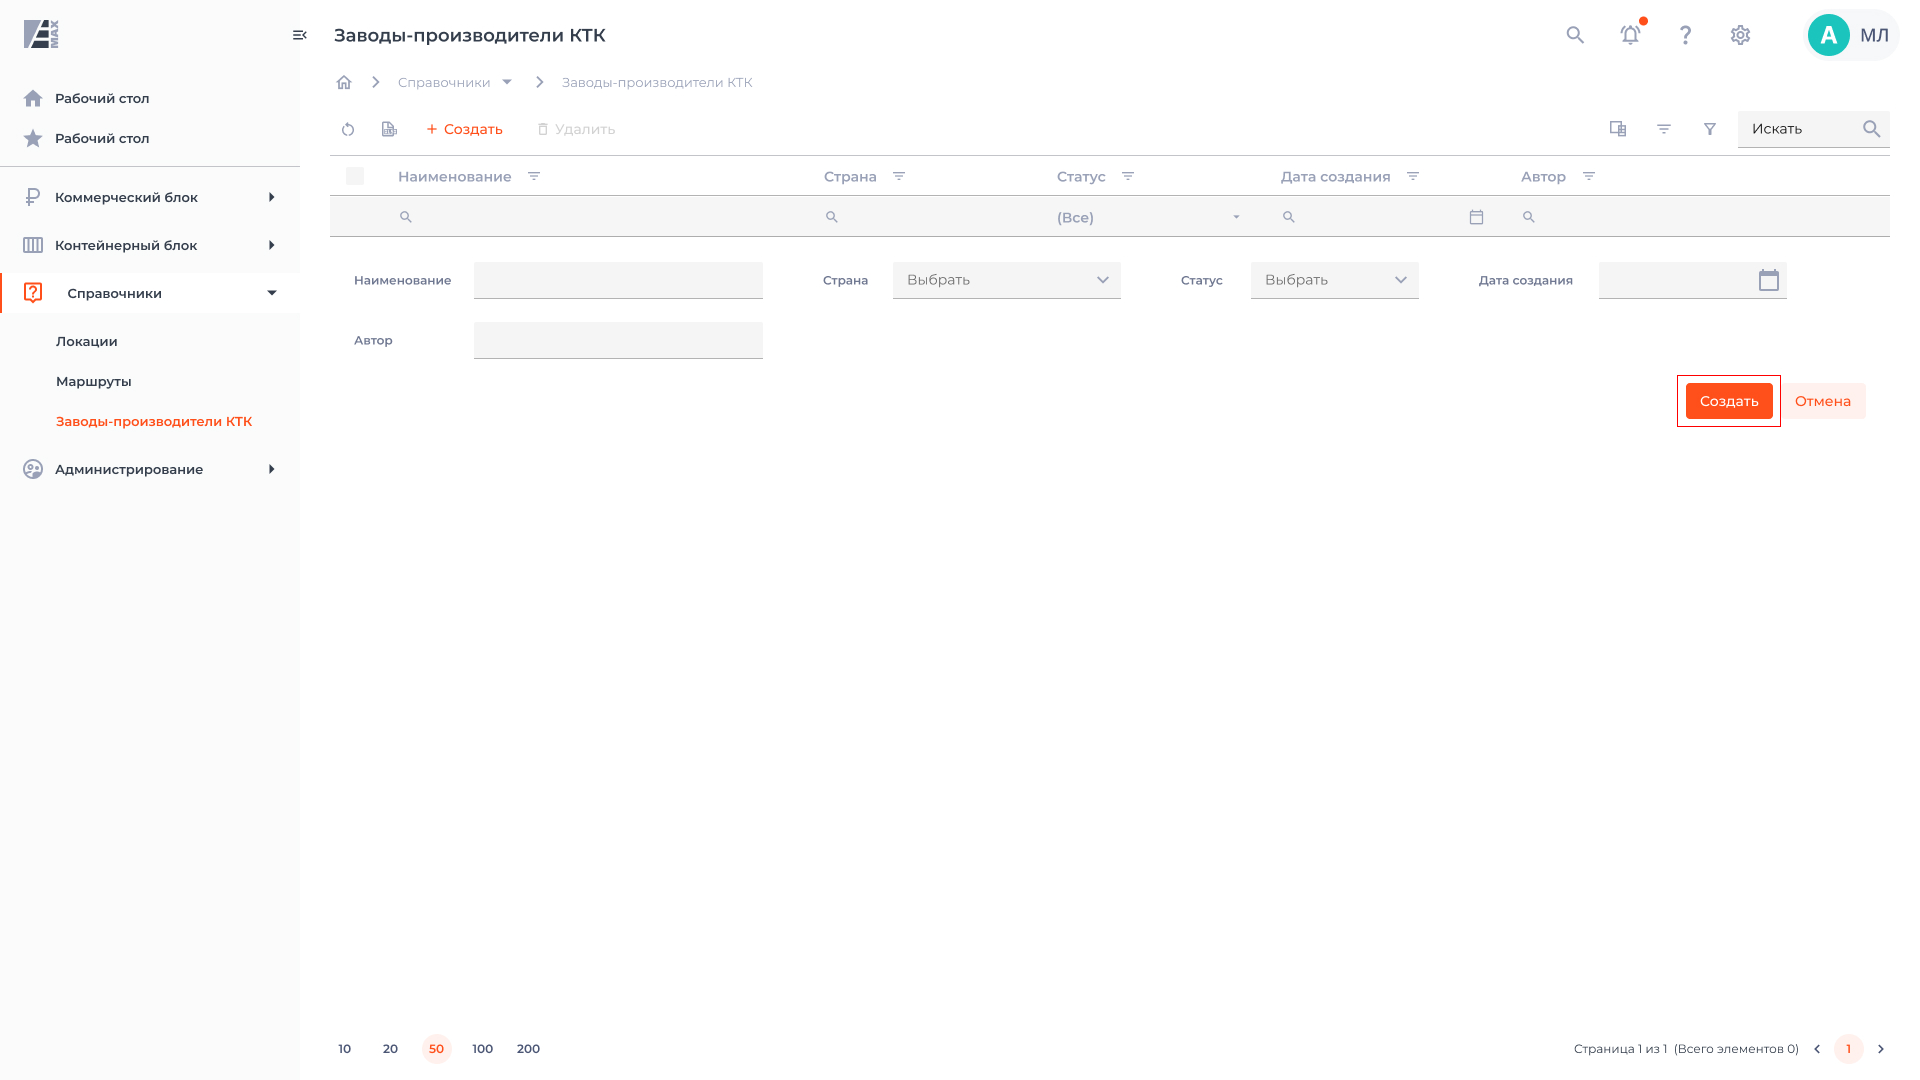 MAX
Заводы-производители КТК
A МЛ
Рабочий стол
Рабочий стол
Коммерческий блок
Контейнерный блок
Справочники
Локации
Маршруты
Заводы-производители КТК
Администрирование
Справочники Заводы-производители КТК
+ Создать Удалить Искать
Наименование Страна Статус Дата создания Автор
(Все)
Наименование Страна Выбрать Статус Выбрать Дата создания
Автор
Создать Отмена
10 20 50 100 200 Страница 1 из 1 (Всего элементов 0) 1